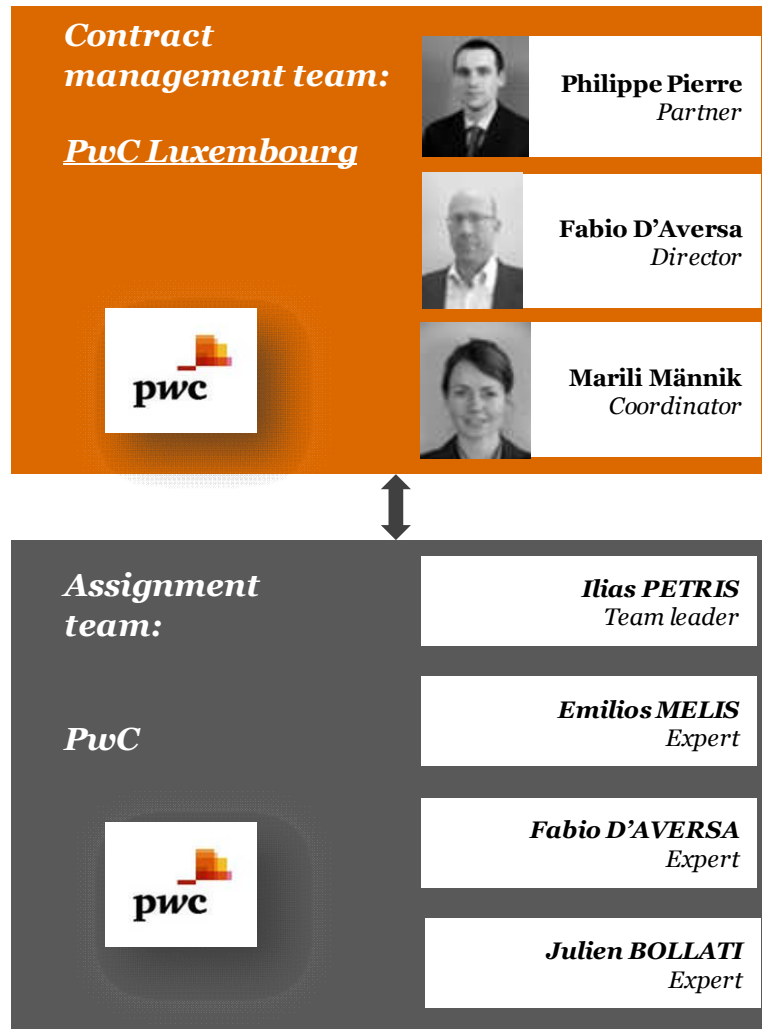 Contract
management team:
PwC Luxembourg
Philippe Pierre
Partner
Fabio D’Aversa
Director
Marili Männik
Coordinator
pwc
Assignment
team:
PwC
Ilias PETRIS
Team leader
Emilios MELIS
Expert
Fabio D’AVERSA
Expert
Julien BOLLATI
Expert
pwc